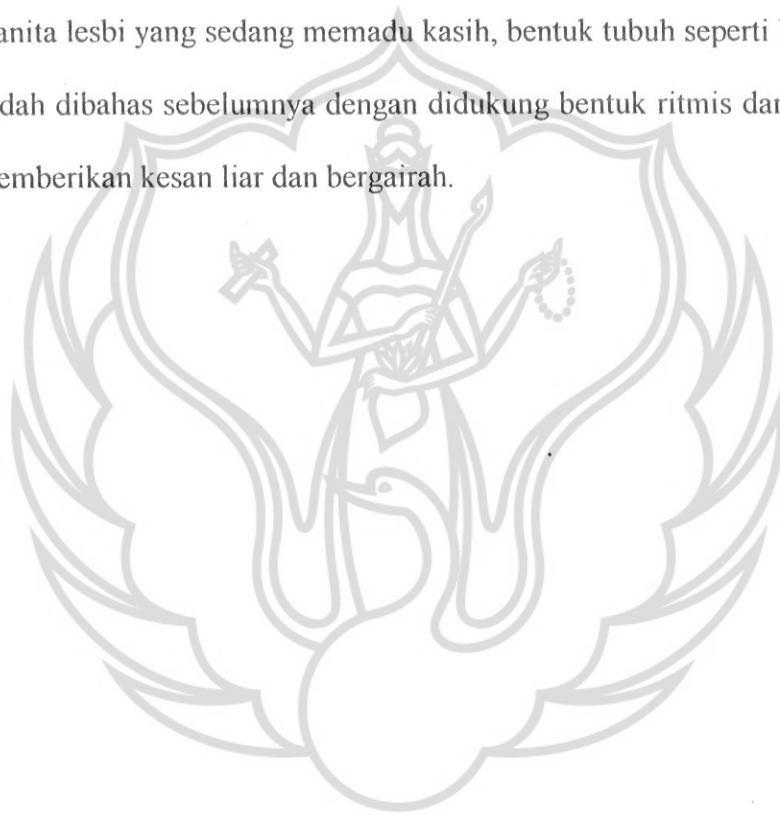 anita lesbi yang sedang memadu kasih, bentuk tubuh seperti
dah dibahas sebelumnya dengan didukung bentuk ritmis dar
emberikan kesan liar dan bergairah.